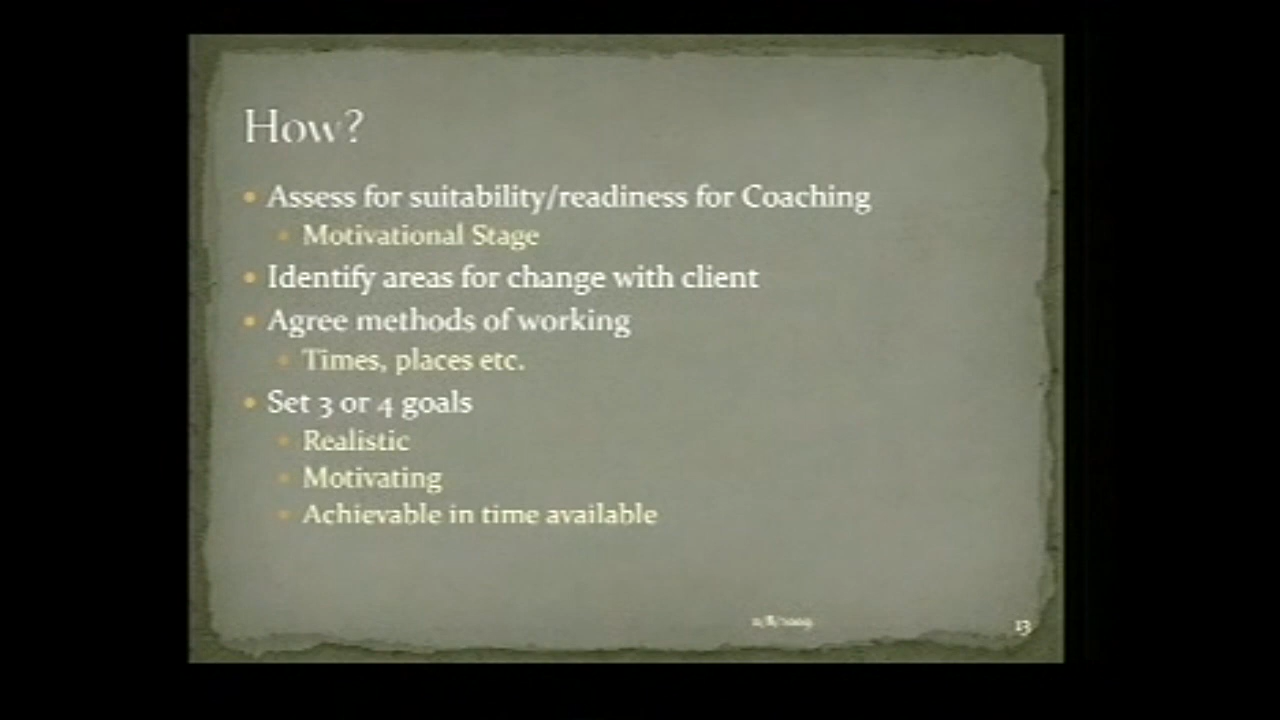 How?
Assess for suitability/readiness for Coaching
Motivational Stage
Identify areas for change with client
Agree methods of working
Times, places etc.
Set 3 or 4 goals
Realistic
Motivating
Achievable in time available
13